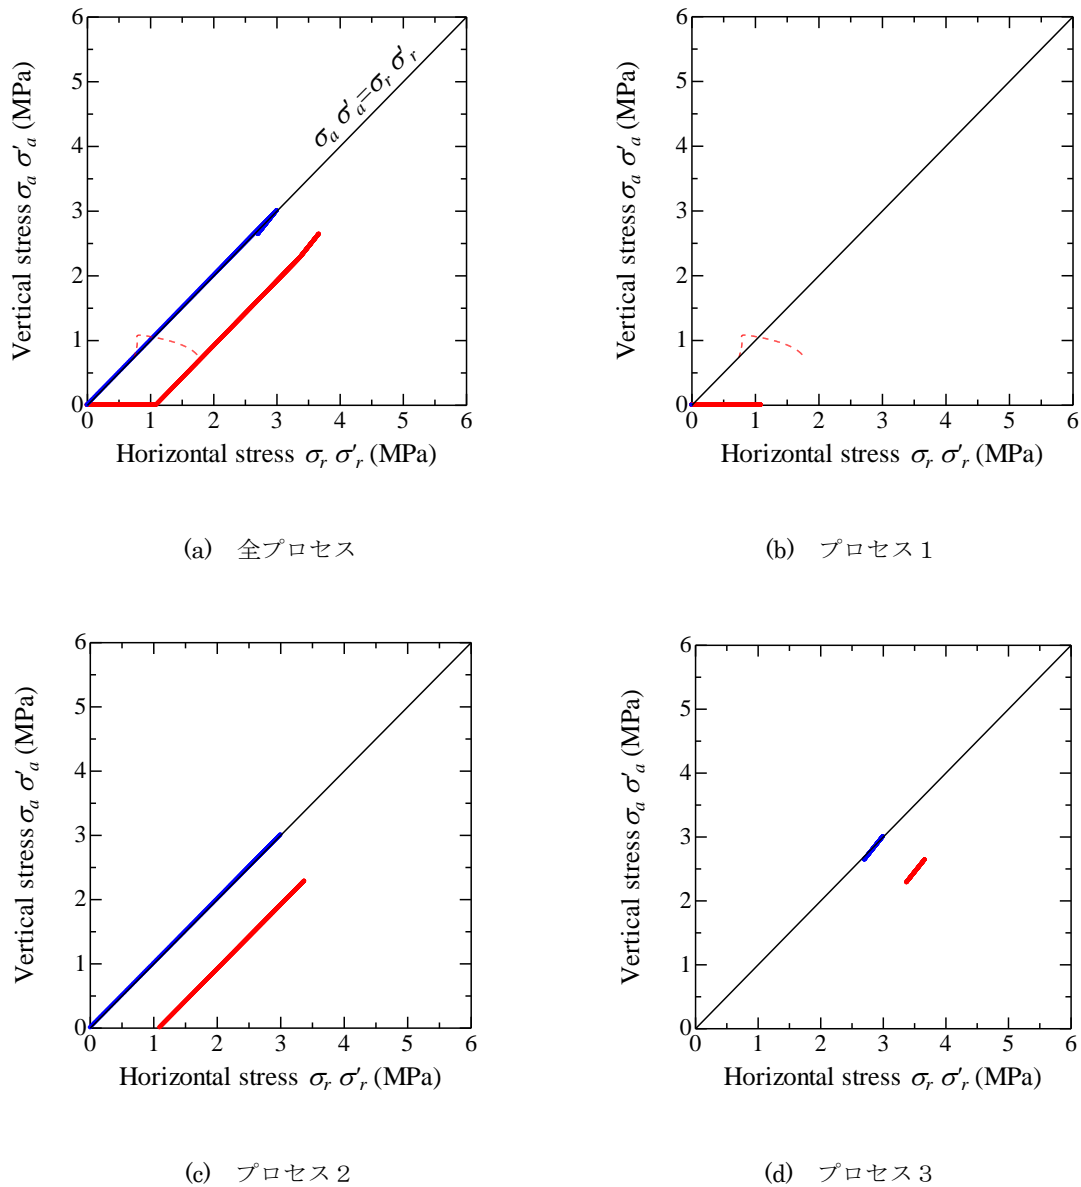 6
5
4
3
2
1
0
0 1 2 3 4 5 6
Vertical stress σa σ′a (MPa)
σa σ′a=σr σ′r
Horizontal stress σr σ′r (MPa)
(a) 全プロセス
6
5
4
3
2
1
0
0 1 2 3 4 5 6
Vertical stress σa σ′a (MPa)
Horizontal stress σr σ′r (MPa)
(b) プロセス1
6
5
4
3
2
1
0
0 1 2 3 4 5 6
Vertical stress σa σ′a (MPa)
Horizontal stress σr σ′r (MPa)
(c) プロセス2
6
5
4
3
2
1
0
0 1 2 3 4 5 6
Vertical stress σa σ′a (MPa)
Horizontal stress σr σ′r (MPa)
(d) プロセス3